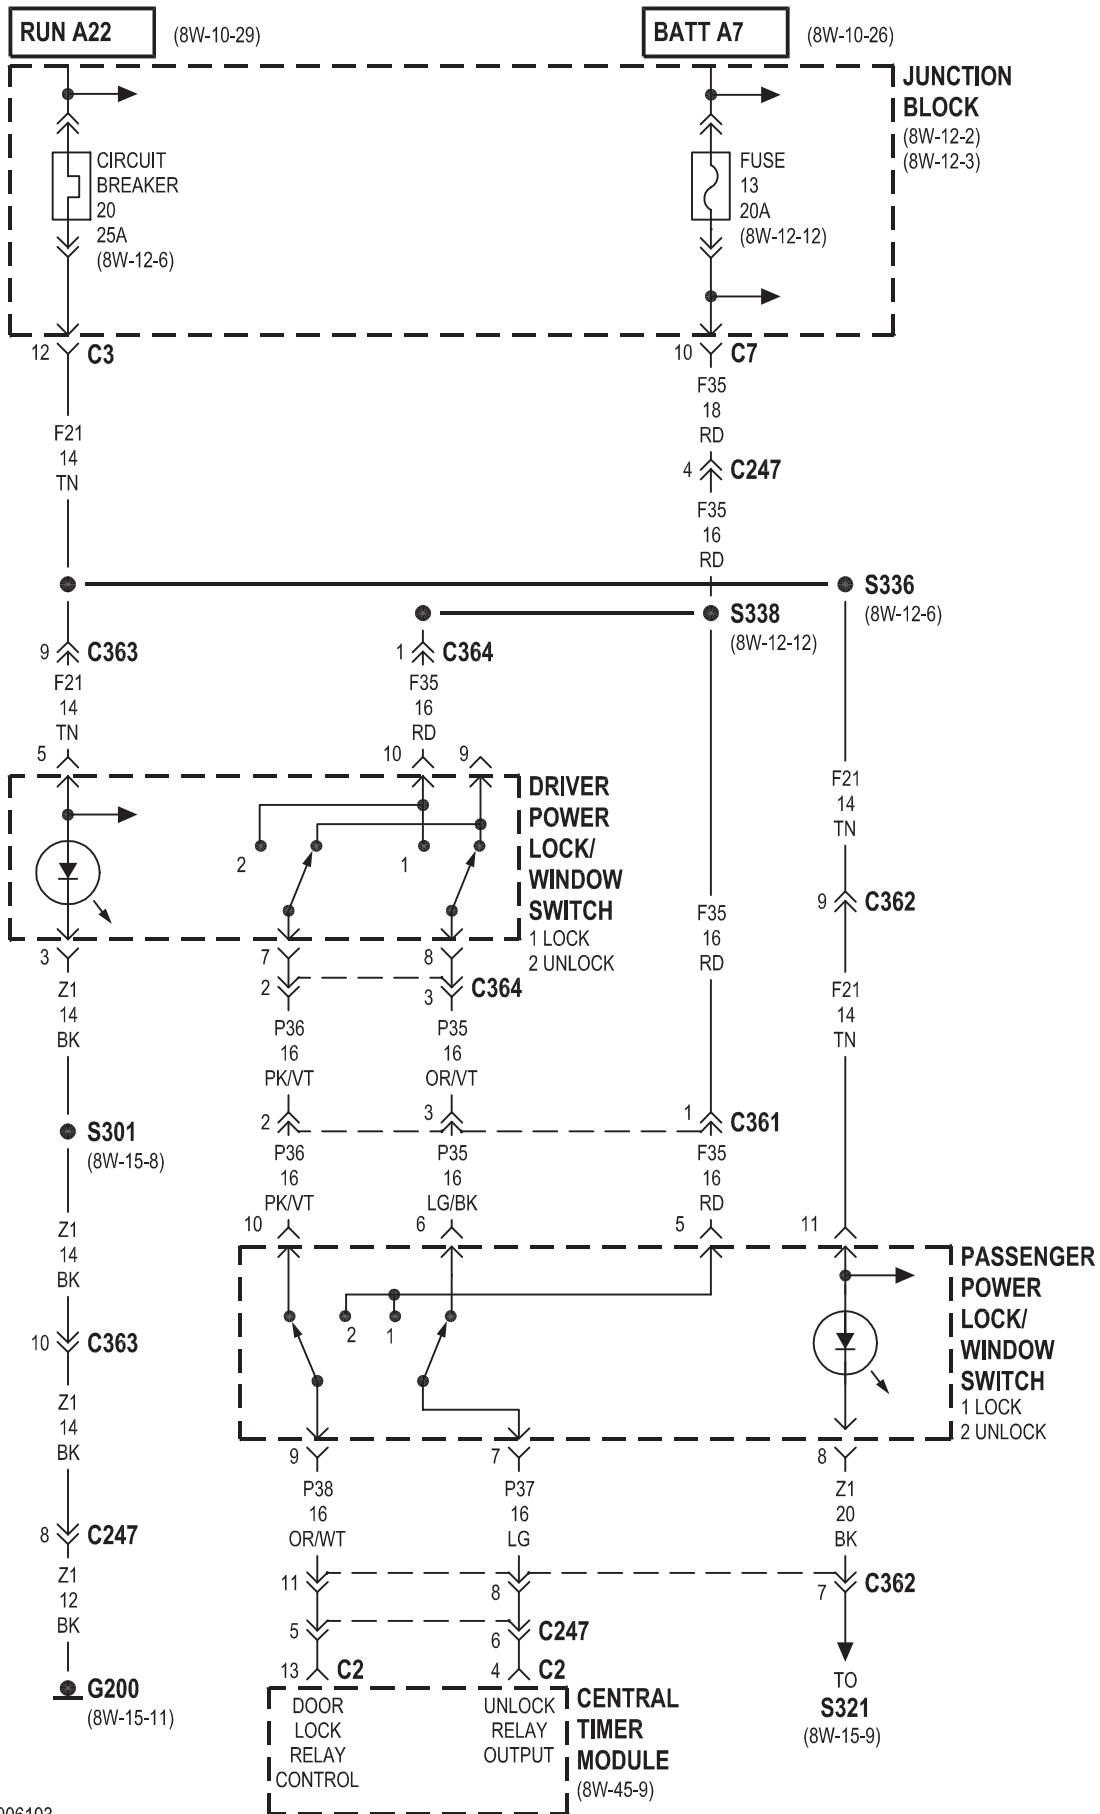 RUN A22 (8W-10-29) BATT A7 (8W-10-26)
JUNCTION
BLOCK
(8W-12-2)
(8W-12-3)
CIRCUIT
BREAKER
20
25A
(8W-12-6)
FUSE
13
20A
(8W-12-12)
12 C3
10 C7
F35
18
RD
F21
14
TN
4 C247
F35
16
RD
S336
(8W-12-6)
S338
(8W-12-12)
9 C363
1 C364
F21
14
TN
F35
16
RD
5
10
9
DRIVER
POWER
LOCK/
WINDOW
SWITCH
1 LOCK
2 UNLOCK
2
1
F21
14
TN
9 C362
F35
16
RD
3
7
8
2
3 C364
Z1
14
BK
P36
16
PK/VT
P35
16
OR/VT
F21
14
TN
S301
(8W-15-8)
2
3
1 C361
P36
16
PK/VT
P35
16
LG/BK
F35
16
RD
10
6
5
11
Z1
14
BK
PASSENGER
POWER
LOCK/
WINDOW
SWITCH
1 LOCK
2 UNLOCK
2
1
10 C363
Z1
14
BK
9
7
8
P38
16
OR/WT
P37
16
LG
Z1
20
BK
8 C247
11
8
7 C362
Z1
12
BK
5
6 C247
13 C2
4 C2
G200
(8W-15-11)
TO
S321
(8W-15-9)
DOOR
LOCK
RELAY
CONTROL
UNLOCK
RELAY
OUTPUT
CENTRAL
TIMER
MODULE
(8W-45-9)